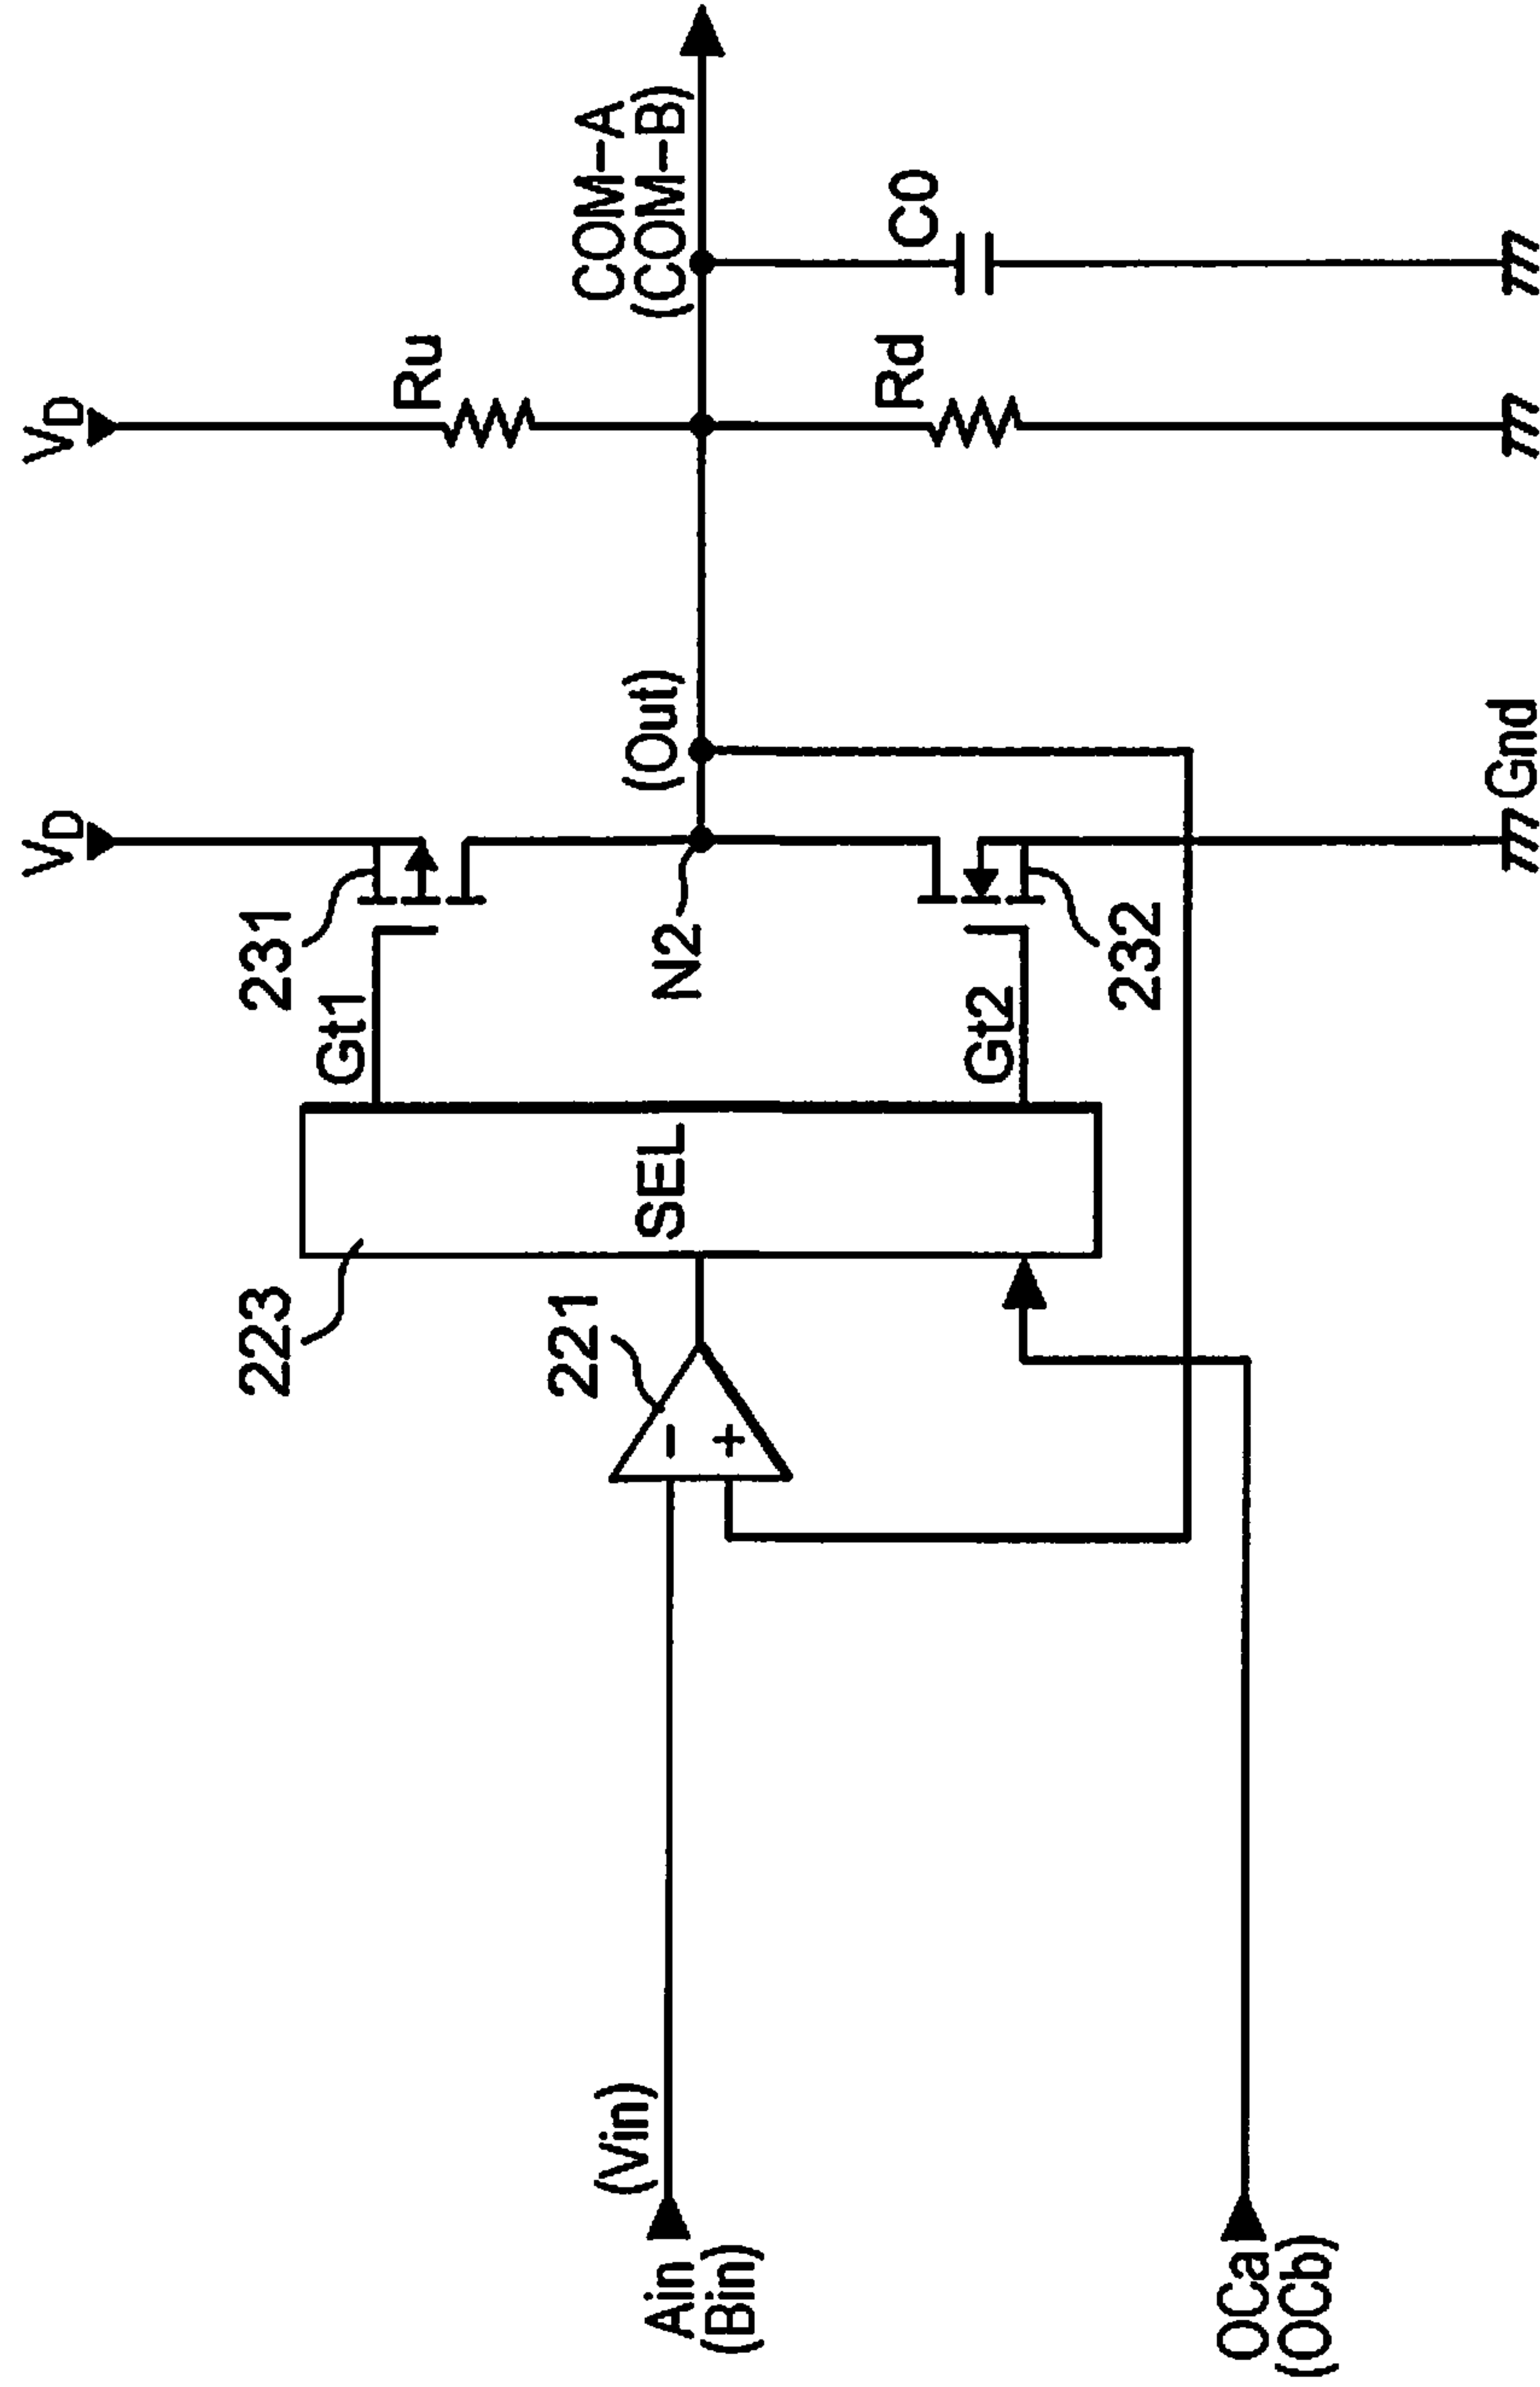 VD
VD
231
223
Gt1
Ru
221
COM-A
(COM-B)
(Vin)
SEL
N2
(Out)
-
+
Ain
(Bin)
Rd
C0
Gt2
232
OCa
(OCb)
Gnd